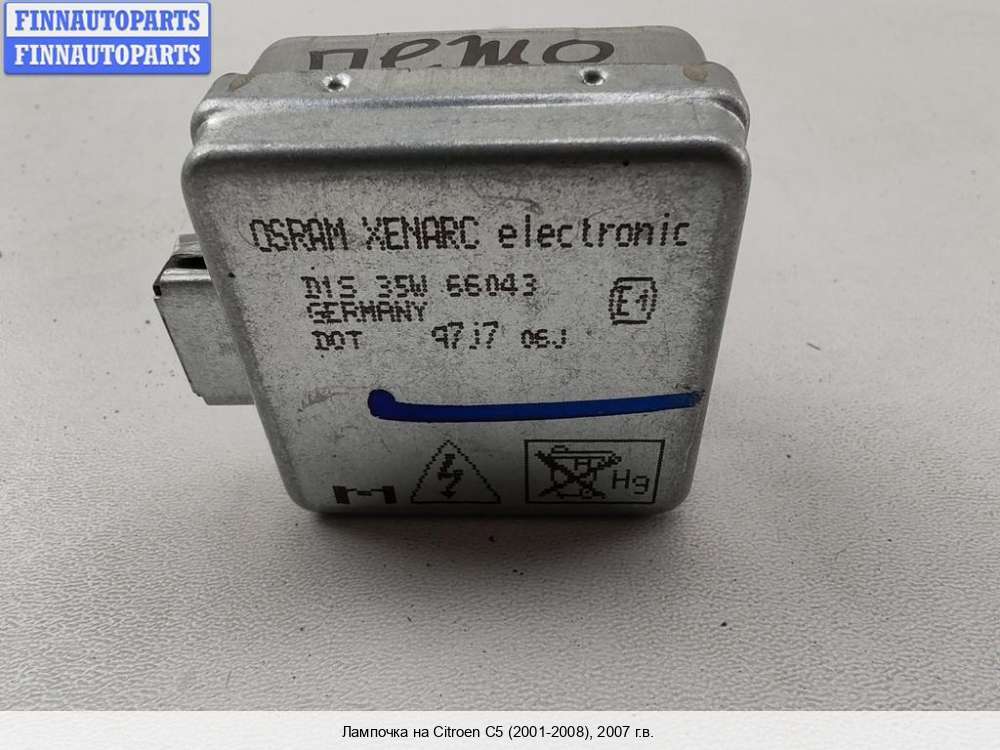 FINNAUTOPARTS
FINNAUTOPARTS
OSRAM XENARC electronic
D1S 35W 66043
E1
GERMANY
DOT 97J7 06J
Hg
Лампочка на Citroen C5 (2001-2008), 2007 г.в.